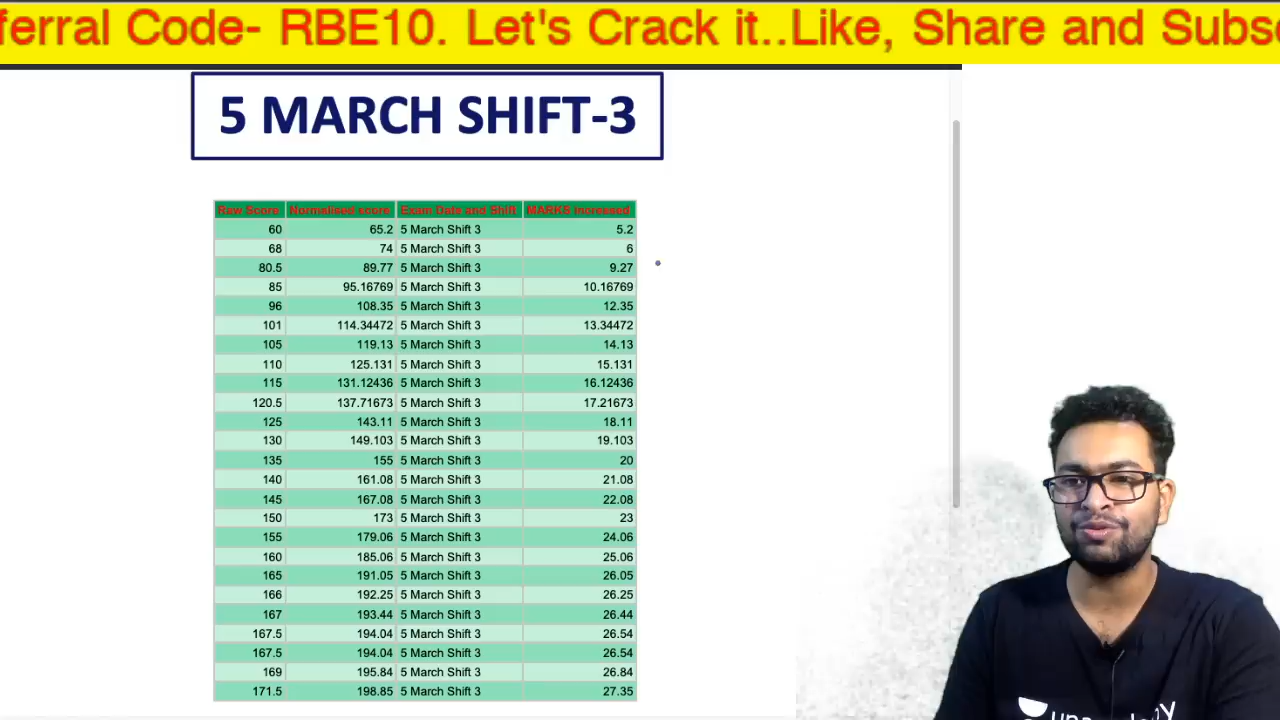 ferral Code- RBE10. Let's Crack it..Like, Share and Subs
5 MARCH SHIFT-3
Raw Score Normalised score Exam Date and Shift MARKS Increased
60 65.2 5 March Shift 3 5.2
68 74 5 March Shift 3 6
80.5 89.77 5 March Shift 3 9.27
85 95.16769 5 March Shift 3 10.16769
96 108.35 5 March Shift 3 12.35
101 114.34472 5 March Shift 3 13.34472
105 119.13 5 March Shift 3 14.13
110 125.131 5 March Shift 3 15.131
115 131.12436 5 March Shift 3 16.12436
120.5 137.71673 5 March Shift 3 17.21673
125 143.11 5 March Shift 3 18.11
130 149.103 5 March Shift 3 19.103
135 155 5 March Shift 3 20
140 161.08 5 March Shift 3 21.08
145 167.08 5 March Shift 3 22.08
150 173 5 March Shift 3 23
155 179.06 5 March Shift 3 24.06
160 185.06 5 March Shift 3 25.06
165 191.05 5 March Shift 3 26.05
166 192.25 5 March Shift 3 26.25
167 193.44 5 March Shift 3 26.44
167.5 194.04 5 March Shift 3 26.54
167.5 194.04 5 March Shift 3 26.54
169 195.84 5 March Shift 3 26.84
171.5 198.85 5 March Shift 3 27.35